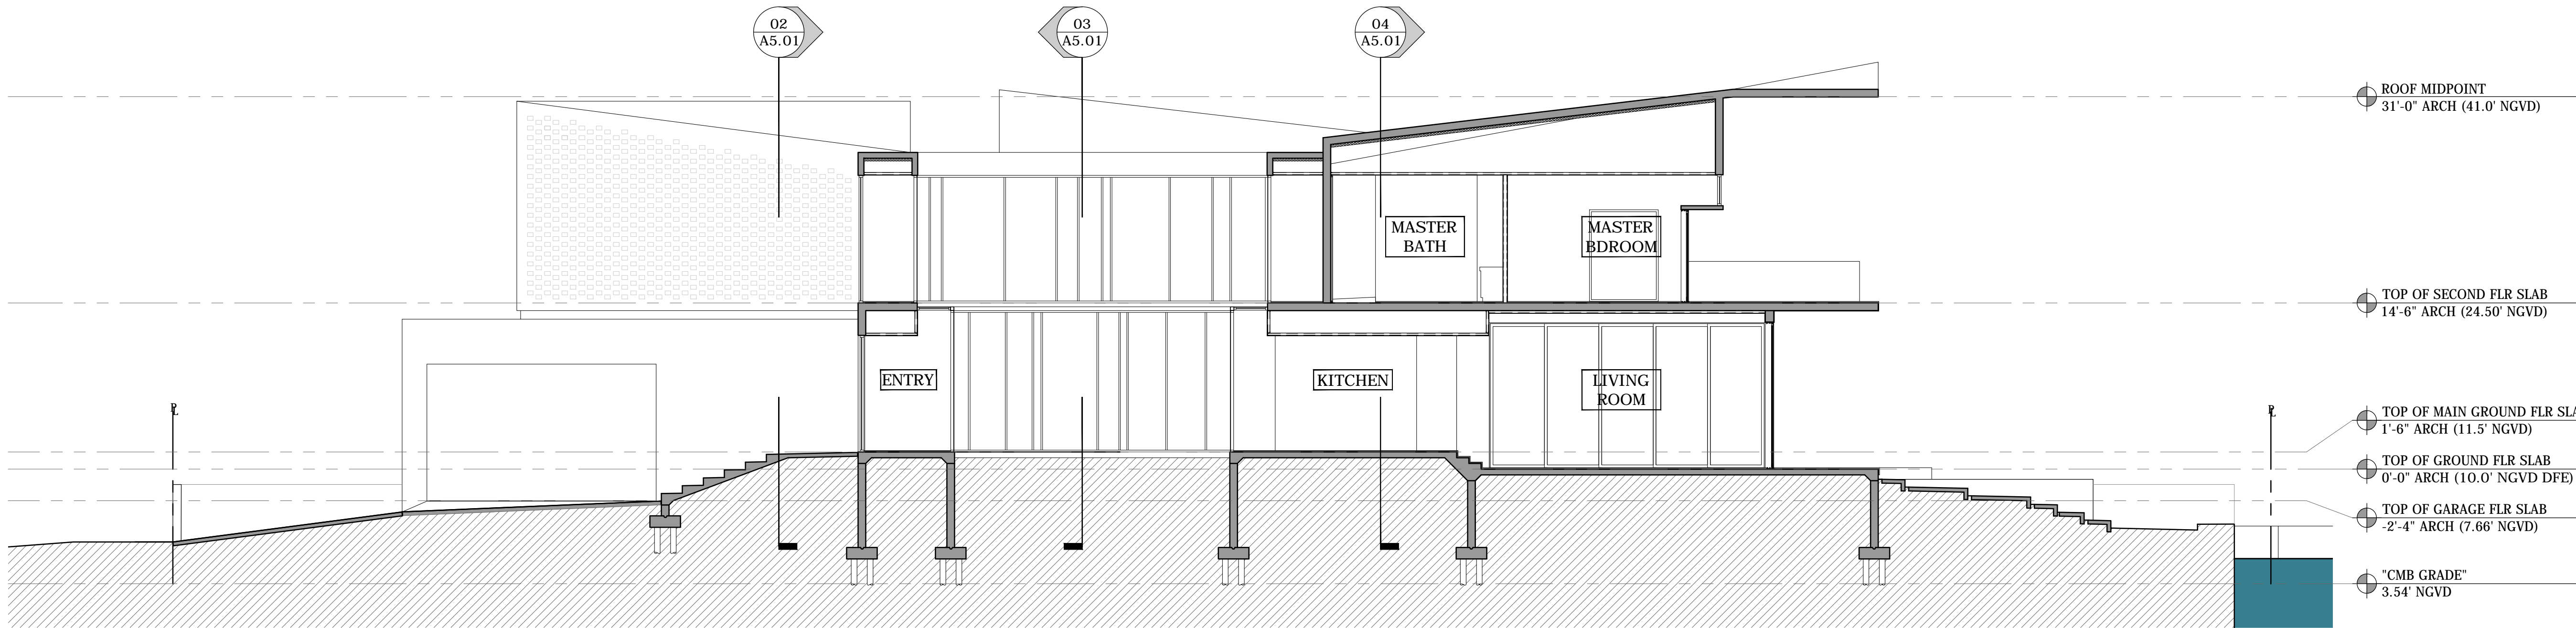 02
A5.01
03
A5.01
04
A5.01
ROOF MIDPOINT
31'-0" ARCH (41.0' NGVD)
MASTER
BATH
MASTER
BDROOM
TOP OF SECOND FLR SLAB
14'-6" ARCH (24.50' NGVD)
ENTRY
KITCHEN
LIVING
ROOM
PL
PL
TOP OF MAIN GROUND FLR SLA
1'-6" ARCH (11.5' NGVD)
TOP OF GROUND FLR SLAB
0'-0" ARCH (10.0' NGVD DFE)
TOP OF GARAGE FLR SLAB
-2'-4" ARCH (7.66' NGVD)
"CMB GRADE"
3.54' NGVD